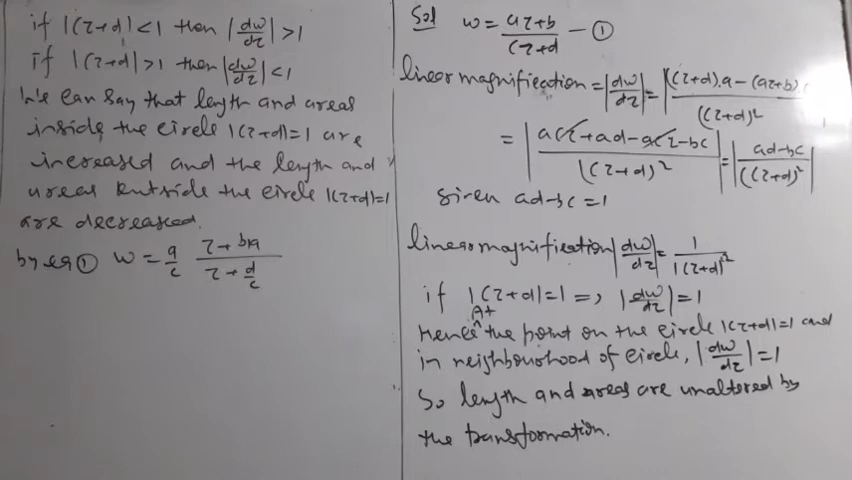 Sol w = az+b / cz+d — ①
linear magnification = |dw/dz| = |(cz+d).a − (az+b).c / (cz+d)²
= |acz+ad−acz−bc / (cz+d)²| = |ad−bc / (cz+d)²|
given ad−bc = 1
linear magnification |dw/dz| = 1 / |cz+d|²
if |cz+d| = 1 =) |dw/dz| = 1
At
Hence ^ the point on the circle |cz+d| = 1 and
in neighbourhood of circle, |dw/dz| = 1
So length and areas are unaltered by
the transformation.
if |cz+d| < 1 then |dw/dz| > 1
if |cz+d| > 1 then |dw/dz| < 1
We can say that length and areas
inside the circle |cz+d| = 1 are
increased and the length and
areas outside the circle |cz+d| = 1
are decreased.
by eq ① w = a/c z + b/a / z + d/c